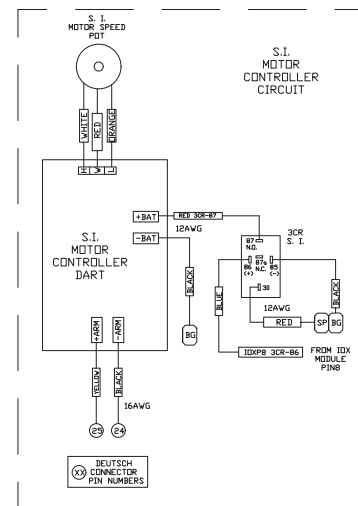 S. I.
MOTOR SPEED
POT
S.I.
MOTOR
CONTROLLER
CIRCUIT
WHITE
RED
ORANGE
H
W
L
+BAT
RED 3CR-87
12AWG
-BAT
S.I.
MOTOR
CONTROLLER
DART
3CR
S. I.
87
N.O.
86
(+)
87a
N.C.
85
(-)
30
BLACK
BG
BLUE
12AWG
RED
SP
BG
BLACK
IOXP8 3CR-86
FROM IOX
MODULE
PIN8
+ARM
-ARM
YELLOW
BLACK
16AWG
25
24
XX
DEUTSCH
CONNECTOR
PIN NUMBERS